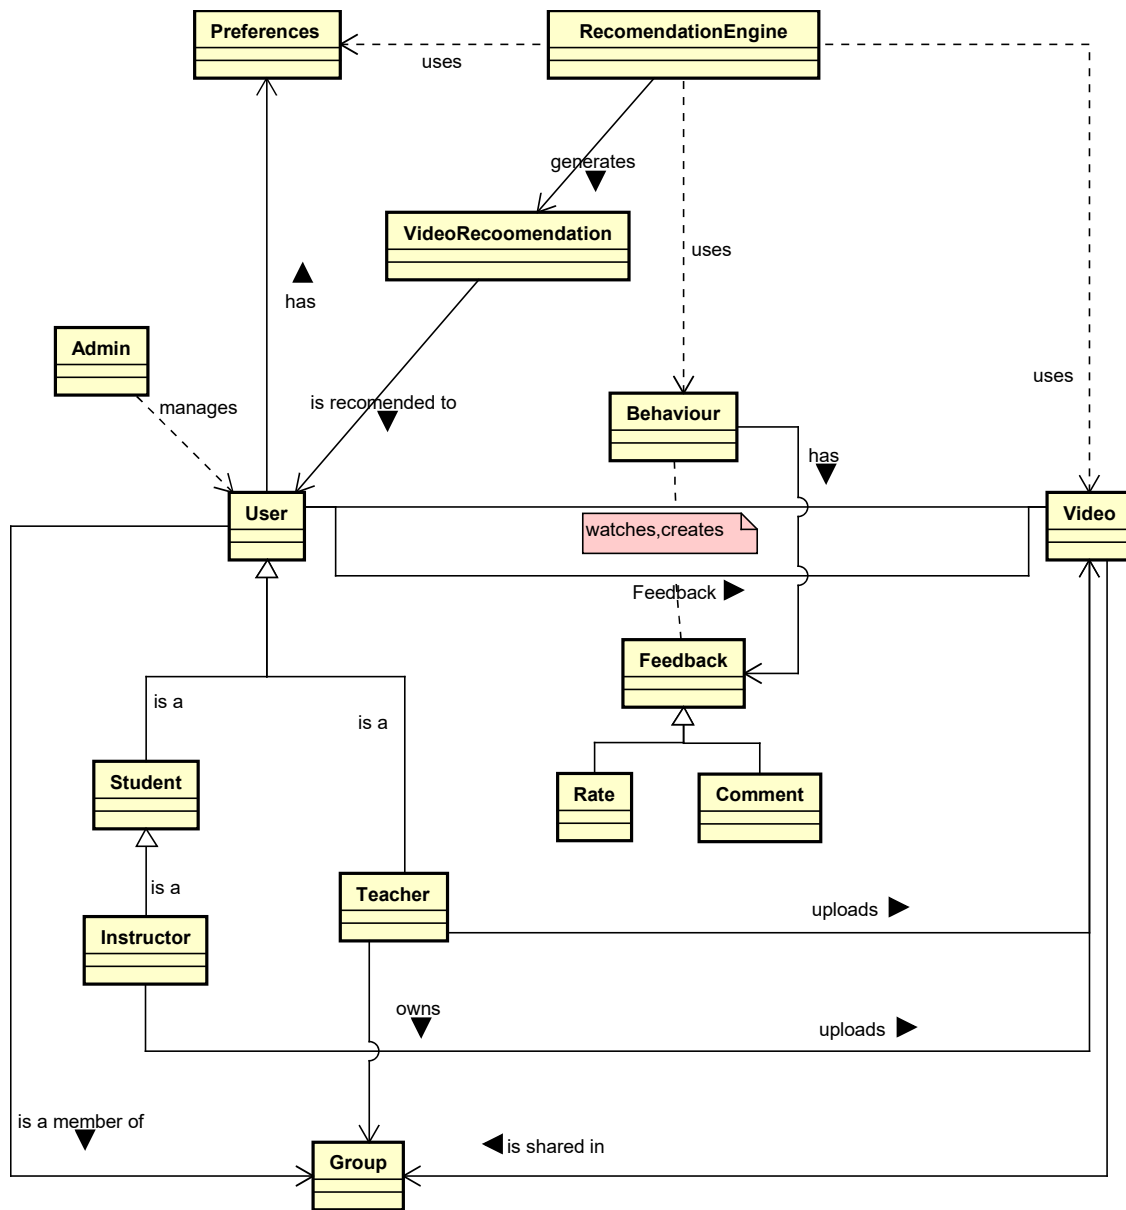 Preferences
RecomendationEngine
uses
generates
VideoRecoomendation
uses
has
Admin
manages
is recomended to
uses
Behaviour
has
User
watches,creates
Video
Feedback
Feedback
is a
is a
Student
Rate
Comment
is a
Teacher
uploads
Instructor
owns
uploads
is a member of
is shared in
Group